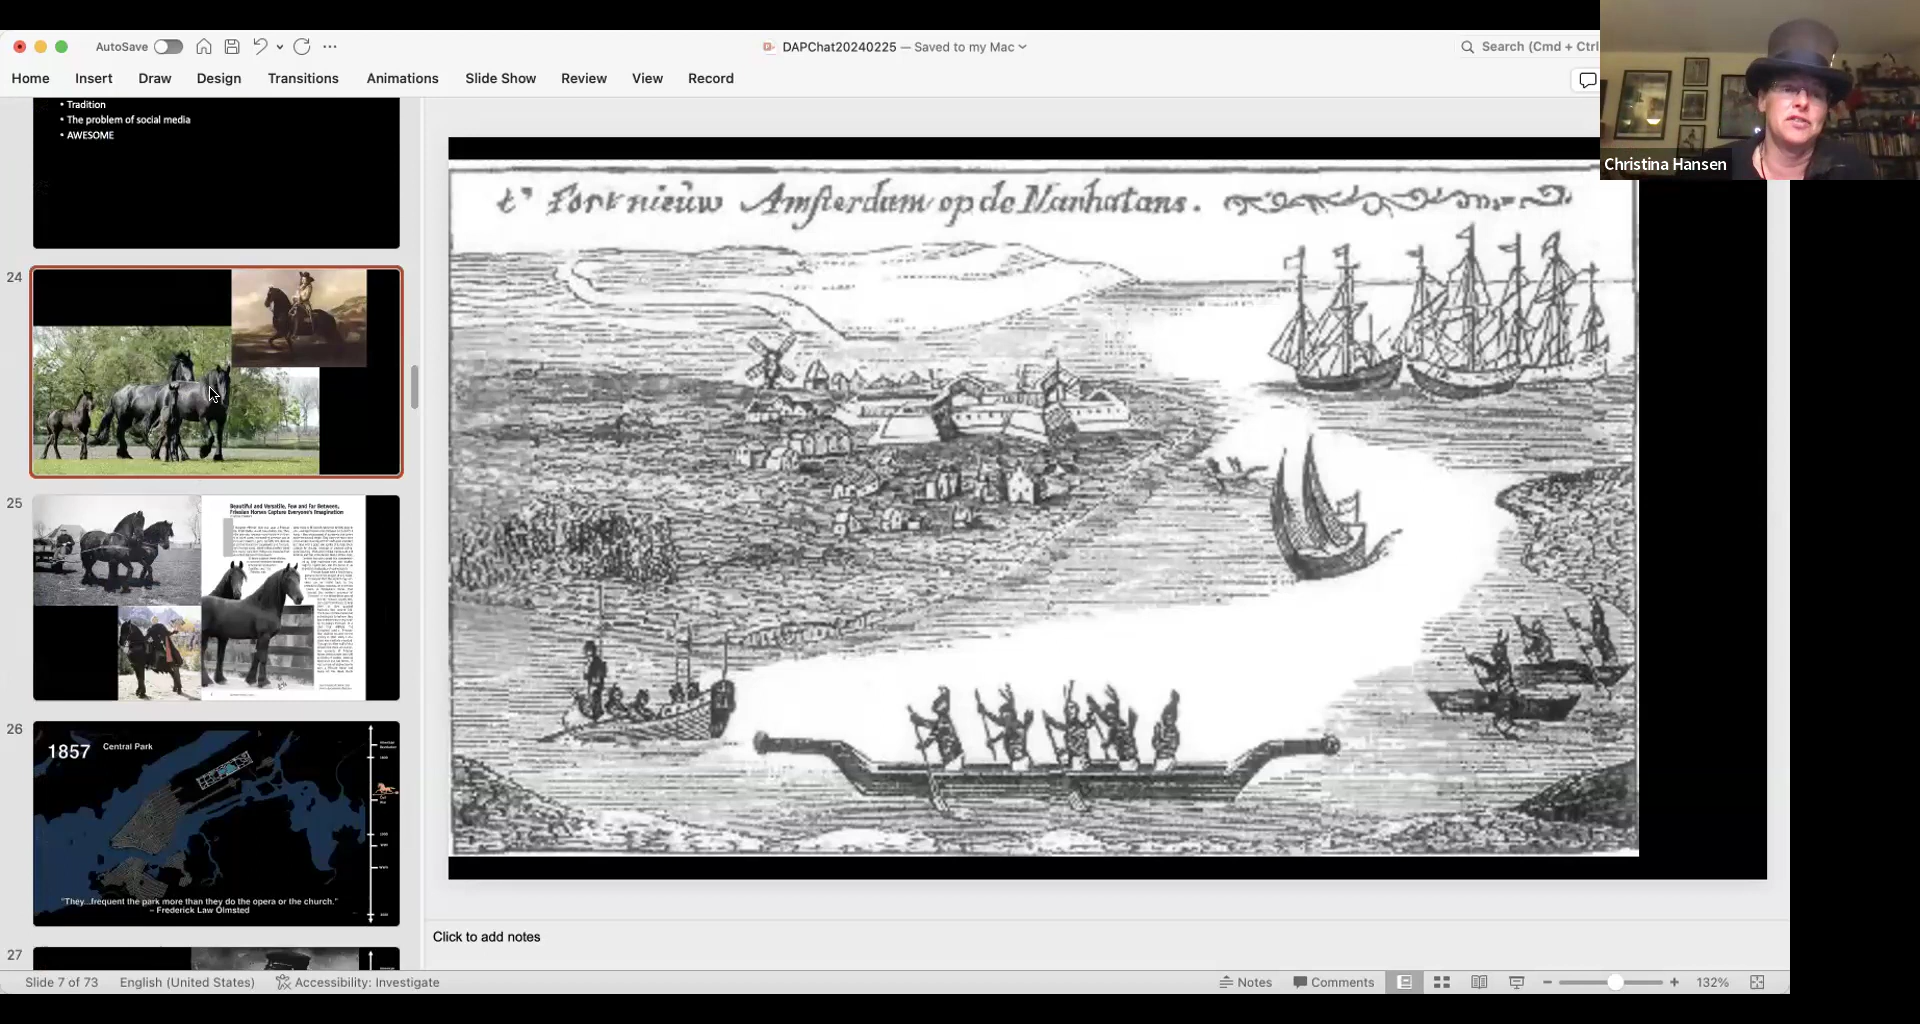 AutoSave
DAPChat20240225 — Saved to my Mac
Search (Cmd + Ctrl
Home Insert Draw Design Transitions Animations Slide Show Review View Record
Christina Hansen
• Tradition
• The problem of social media
• AWESOME
24
25
Beautiful and Versatile, Few and Far Between,
Friesian Horses Capture Everyone's Imagination
26
1857 Central Park
"They...frequent the park more than they do the opera or the church."
– Frederick Law Olmsted
27
t' Fort nieuw Amsterdam op de Manhatans.
Click to add notes
Slide 7 of 73 English (United States) Accessibility: Investigate Notes Comments 132%